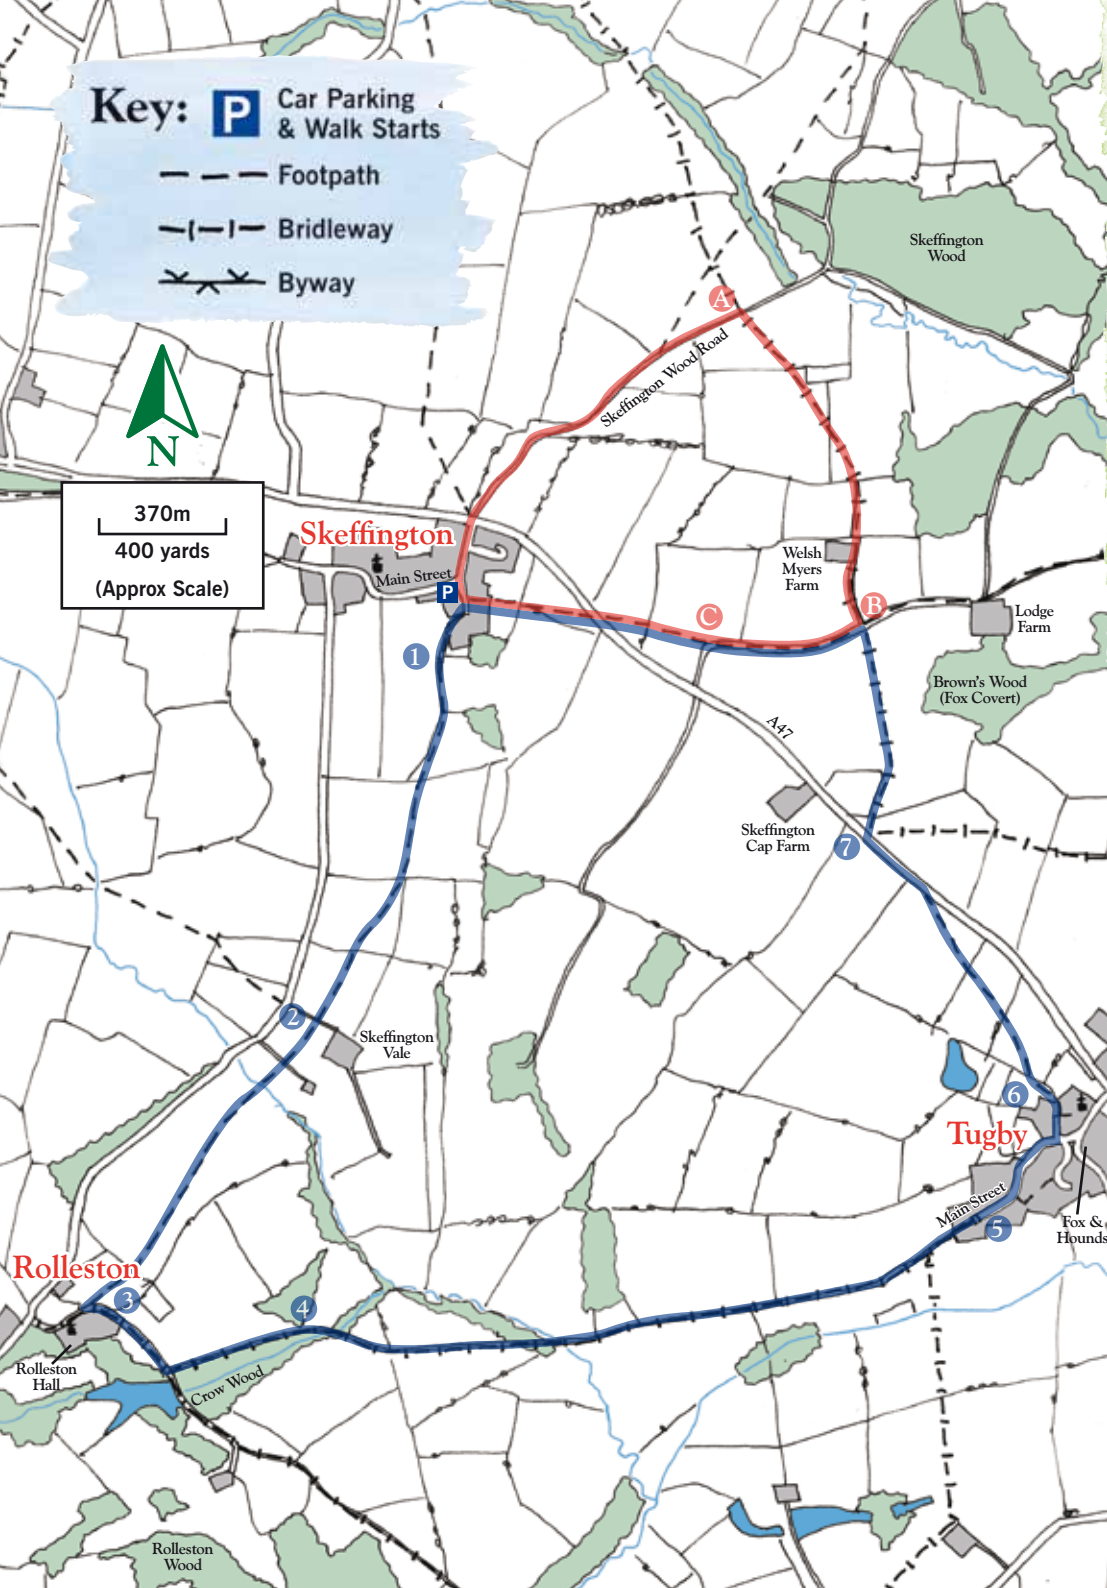 Key:
P
Car Parking
& Walk Starts
Footpath
Bridleway
Byway
N
370m
400 yards
(Approx Scale)
Skeffington
Wood
A
Skeffington Wood Road
Skeffington
Main Street
P
Welsh
Myers
Farm
B
C
Lodge
Farm
1
Brown's Wood
(Fox Covert)
A47
Skeffington
Cap Farm
7
2
Skeffington
Vale
6
Tugby
Main Street
5
Fox &
Hounds
Rolleston
3
4
Rolleston
Hall
Crow Wood
Rolleston
Wood